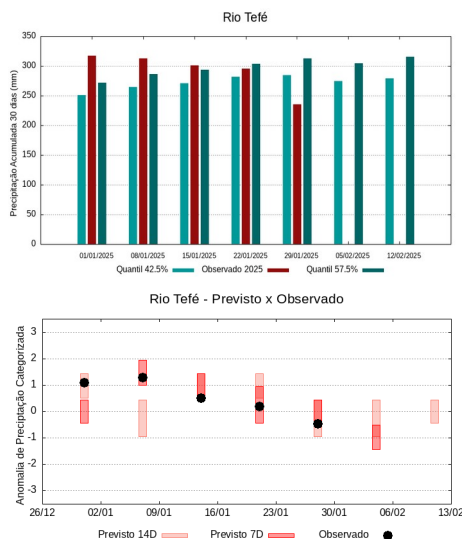 Rio Tefé
Precipitação Acumulada 30 dias (mm)
350
300
250
200
150
100
50
0
01/01/2025 08/01/2025 15/01/2025 22/01/2025 29/01/2025 05/02/2025 12/02/2025
Quantil 42.5% Observado 2025 Quantil 57.5%
Rio Tefé - Previsto x Observado
Anomalia de Preciptação Categorizada
3
2
1
0
-1
-2
-3
26/12 02/01 09/01 16/01 23/01 30/01 06/02 13/02
Previsto 14D Previsto 7D Observado